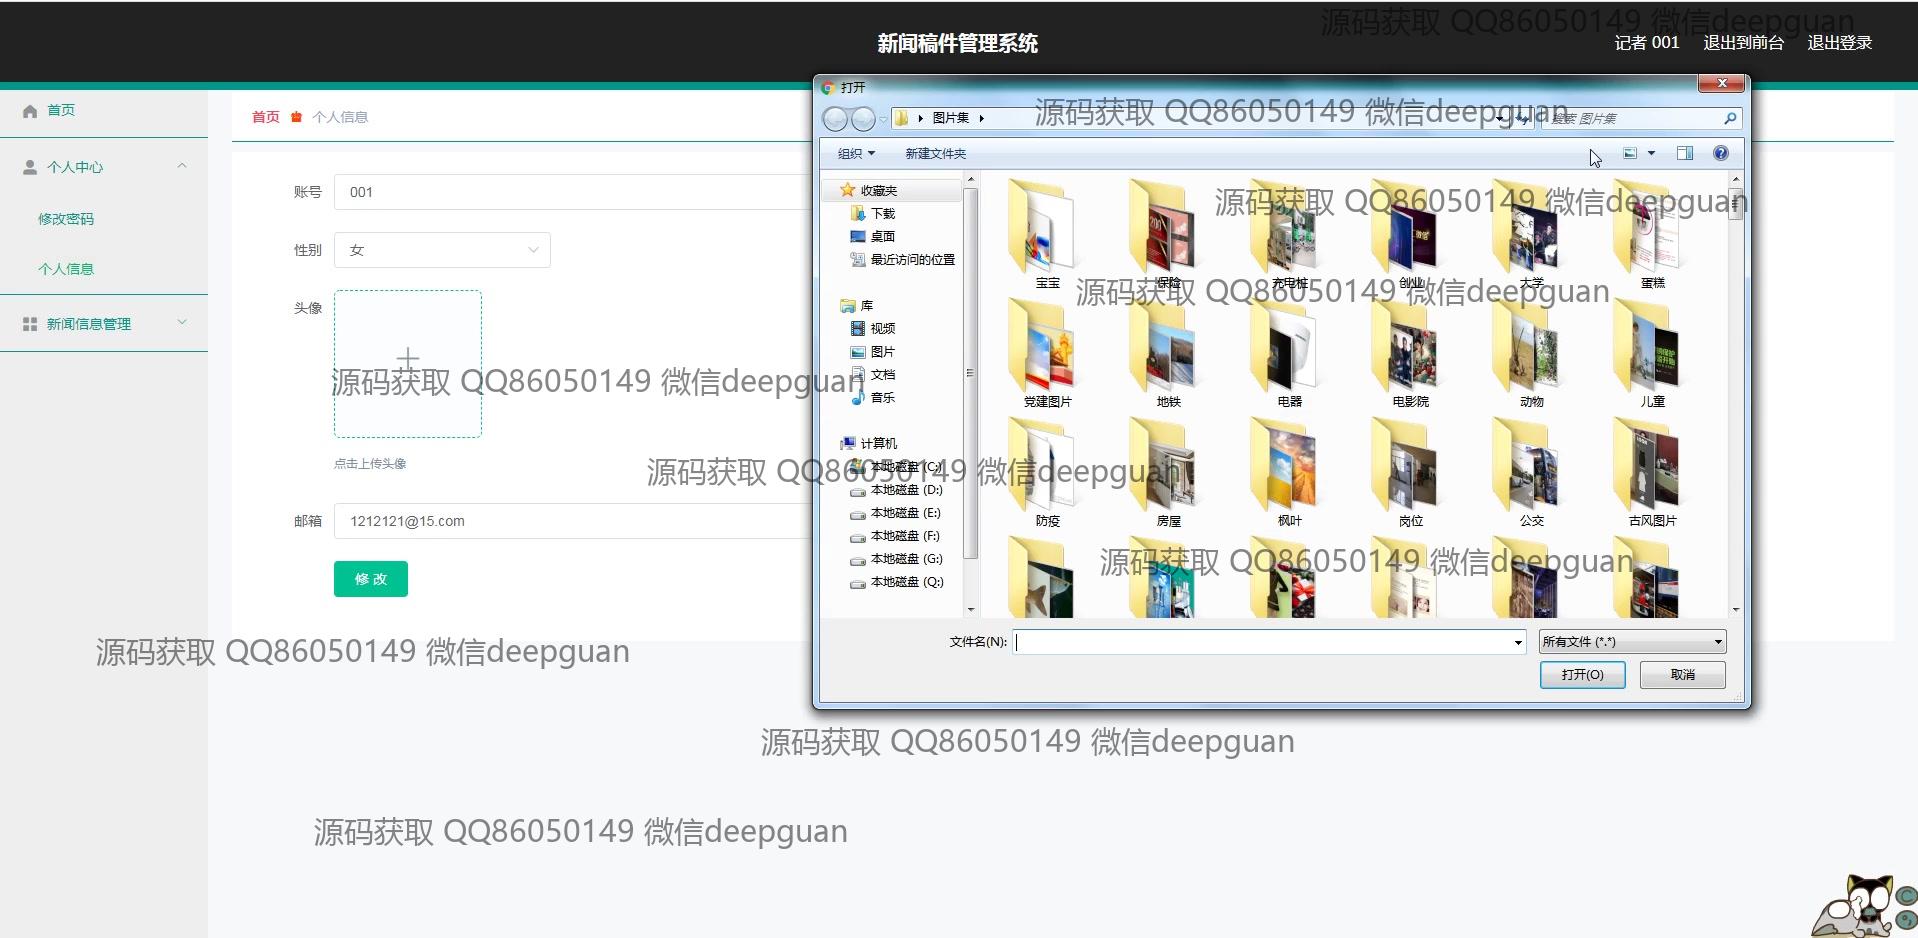 源码获取 QQ86050149 微信deepguan
新闻稿件管理系统
记者 001 退出到前台 退出登录
首页
个人中心
修改密码
个人信息
新闻信息管理
首页 个人信息
账号 001
性别 女
头像
源码获取 QQ86050149 微信deepguan
点击上传头像
邮箱 1212121@15.com
修 改
打开
图片集
搜索 图片集
源码获取 QQ86050149 微信deepguan
组织 新建文件夹
收藏夹
下载
桌面
最近访问的位置
库
视频
图片
文档
音乐
计算机
本地磁盘 (C:)
本地磁盘 (D:)
本地磁盘 (E:)
本地磁盘 (F:)
本地磁盘 (G:)
本地磁盘 (Q:)
源码获取 QQ86050149 微信deepguan
宝宝 保险 充电桩 创业 大学 蛋糕
源码获取 QQ86050149 微信deepguan
党建图片 地铁 电器 电影院 动物 儿童
源码获取 QQ86050149 微信deepguan
防疫 房屋 枫叶 岗位 公交 古风图片
源码获取 QQ86050149 微信deepguan
文件名(N): 所有文件 (*.*)
打开(O) 取消
源码获取 QQ86050149 微信deepguan
源码获取 QQ86050149 微信deepguan
源码获取 QQ86050149 微信deepguan